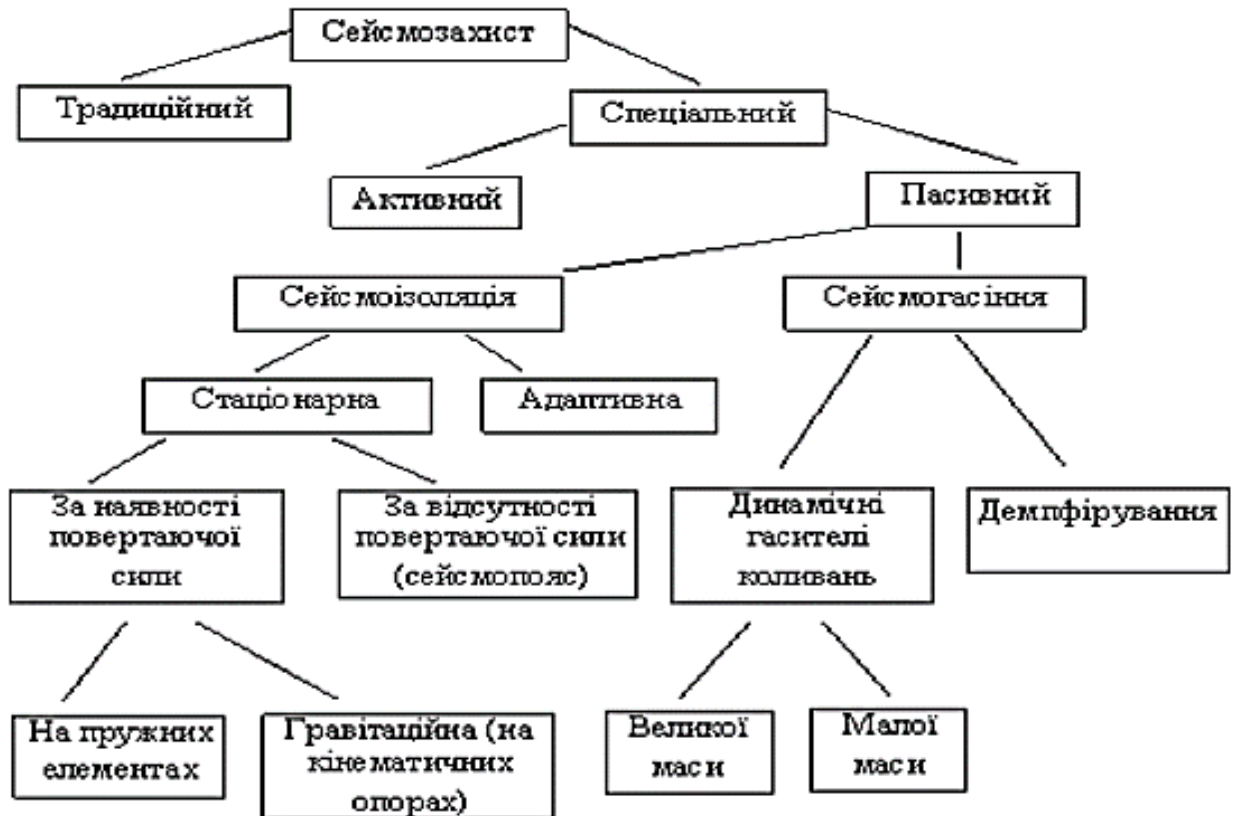 Сейсмозахист
Традиційний
Спеціальний
Активний
Пасивний
Сейсмоізоляція
Сейсмогасіння
Стаціонарна
Адаптивна
За наявності
повертаючої
сили
За відсутності
повертаючої сили
(сейсмопояс)
Динамічні
гасителі
коливань
Демпфірування
На пружних
елементах
Гравітаційна (на
кінематичних
опорах)
Великої
маси
Малої
маси